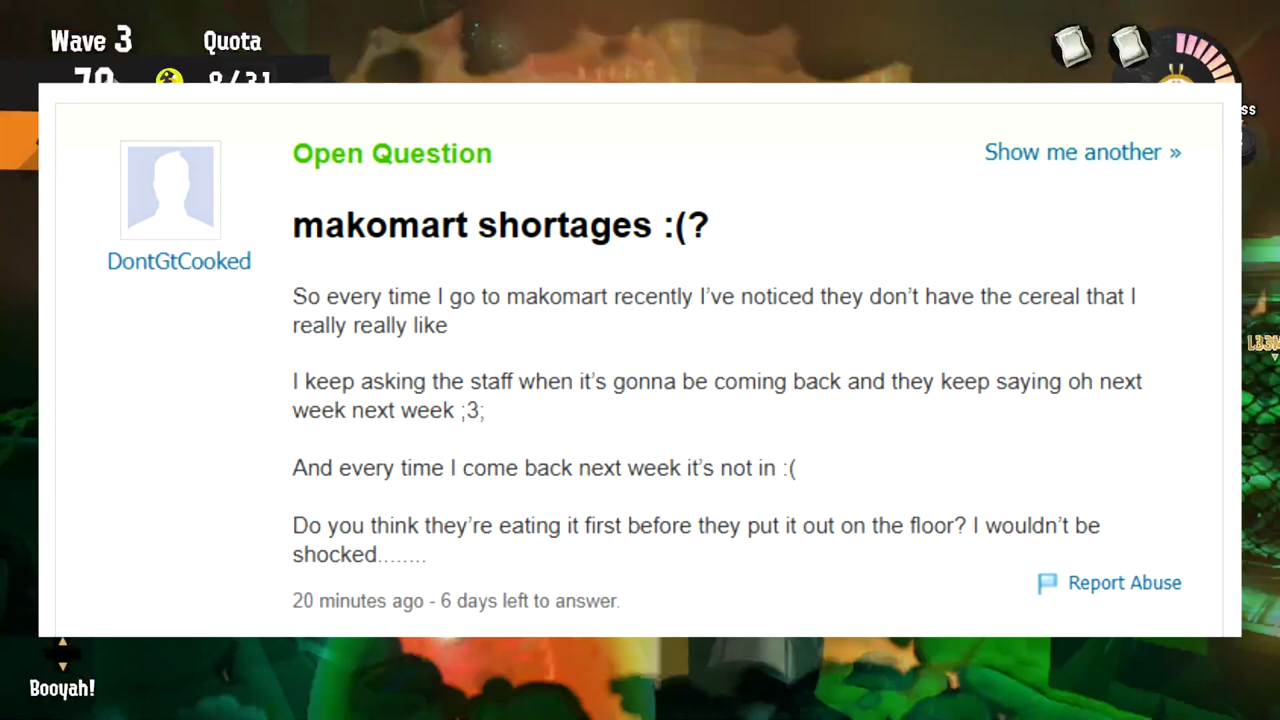 Wave 3
Quota
70
8/31
ss
Open Question
Show me another »
DontGtCooked
makomart shortages :(?
So every time I go to makomart recently I've noticed they don't have the cereal that I
really really like
I keep asking the staff when it's gonna be coming back and they keep saying oh next
week next week ;3;
And every time I come back next week it's not in :(
Do you think they're eating it first before they put it out on the floor? I wouldn't be
shocked........
Report Abuse
20 minutes ago - 6 days left to answer.
Booyah!